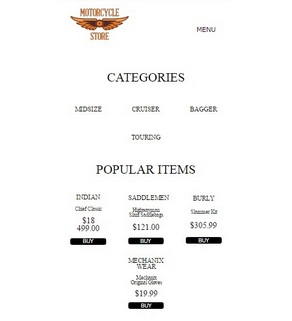 MOTORCYCLE
STORE
MENU
CATEGORIES
MIDSIZE CRUISER BAGGER
TOURING
POPULAR ITEMS
INDIAN
Chief Classic
$18
499.00
BUY
SADDLEMEN
Highwayman
Slant Saddlebags
$121.00
BUY
BURLY
Slammer Kit
$305.99
BUY
MECHANIX
WEAR
Mechanix
Original Gloves
$19.99
BUY